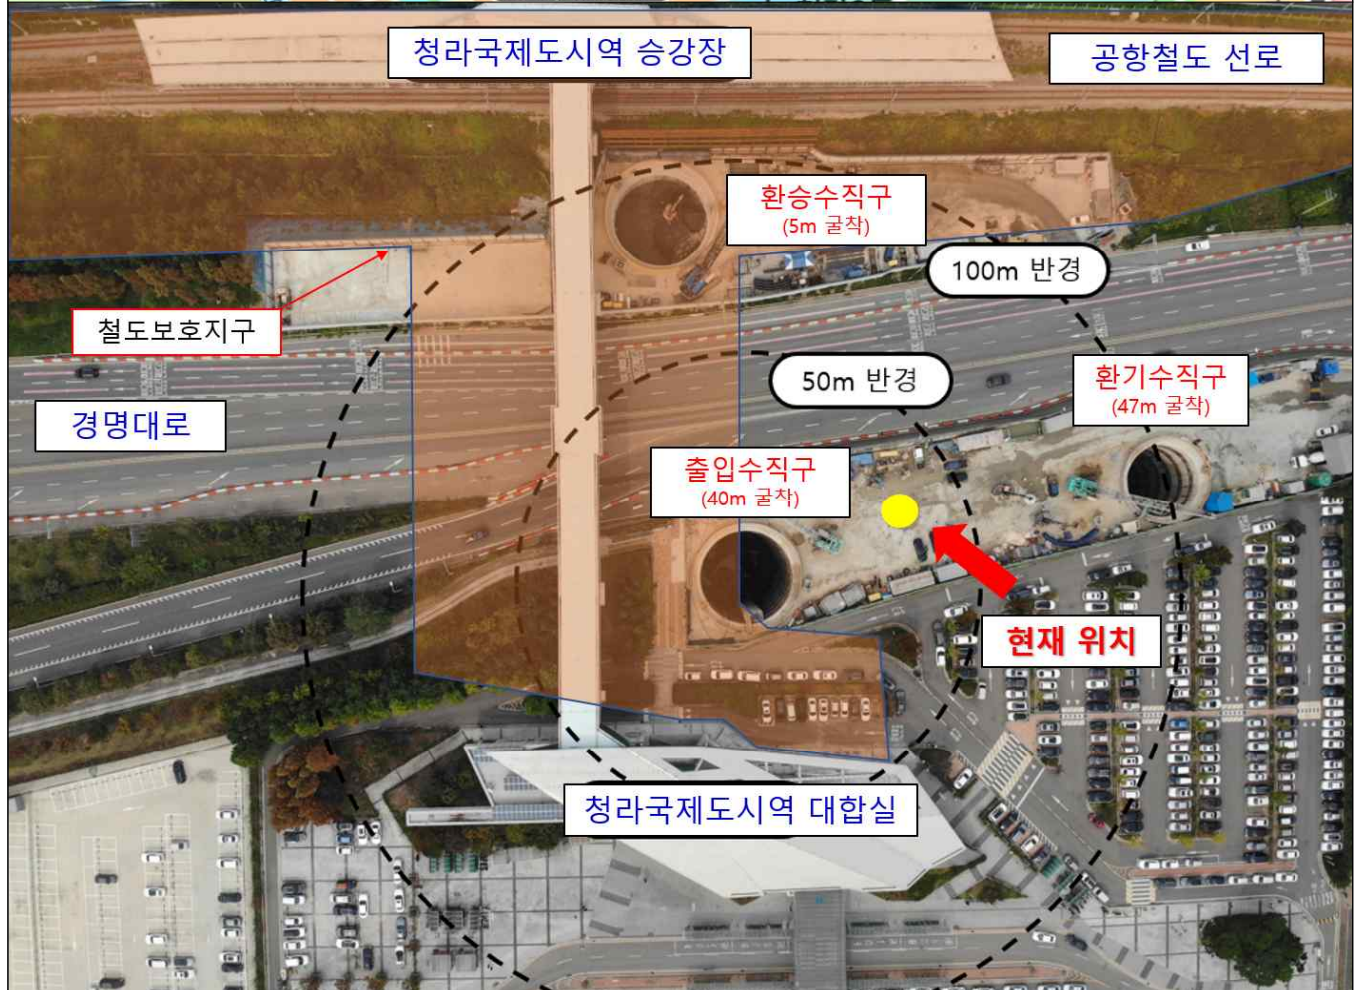 청라국제도시역 승강장
공항철도 선로
환승수직구
(5m 굴착)
100m 반경
철도보호지구
50m 반경
환기수직구
(47m 굴착)
경명대로
출입수직구
(40m 굴착)
현재 위치
청라국제도시역 대합실